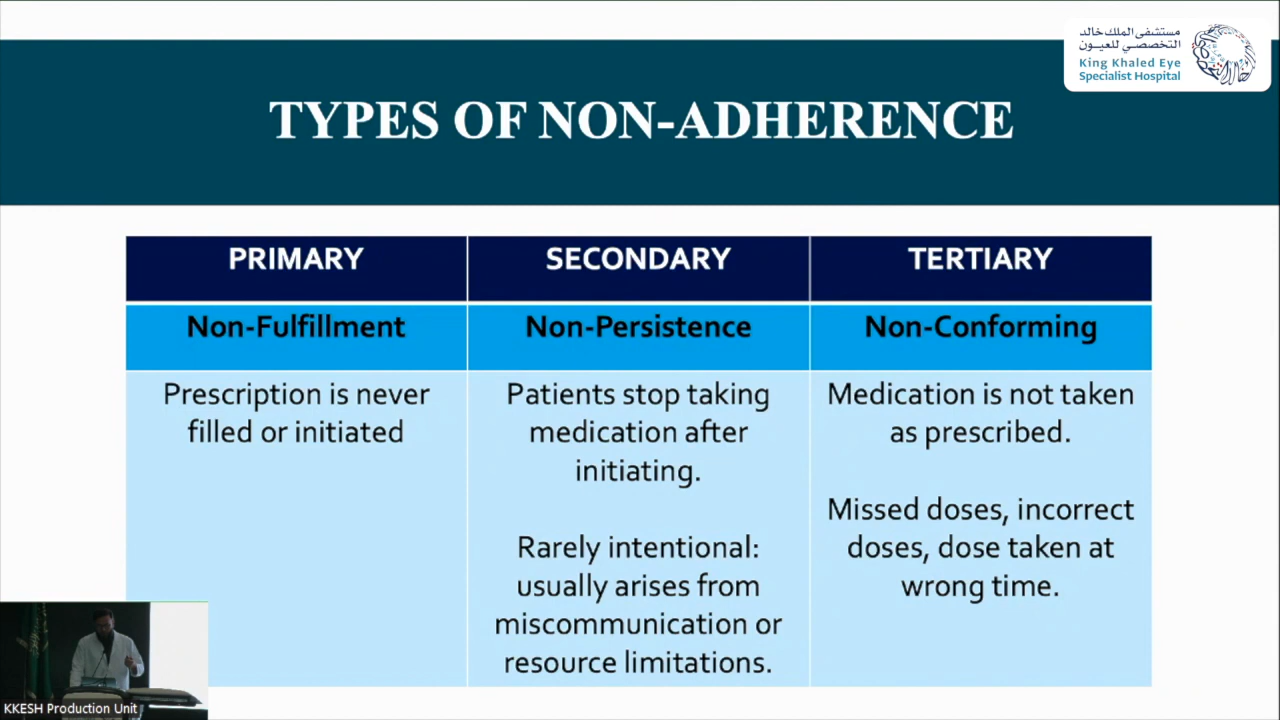 مستشفى الملك خالد
التخصصي للعيون
King Khaled Eye
Specialist Hospital
TYPES OF NON-ADHERENCE
PRIMARY
SECONDARY
TERTIARY
Non-Fulfillment
Non-Persistence
Non-Conforming
Prescription is never
filled or initiated
Patients stop taking
medication after
initiating.
Rarely intentional:
usually arises from
miscommunication or
resource limitations.
Medication is not taken
as prescribed.
Missed doses, incorrect
doses, dose taken at
wrong time.
KKESH Production Unit